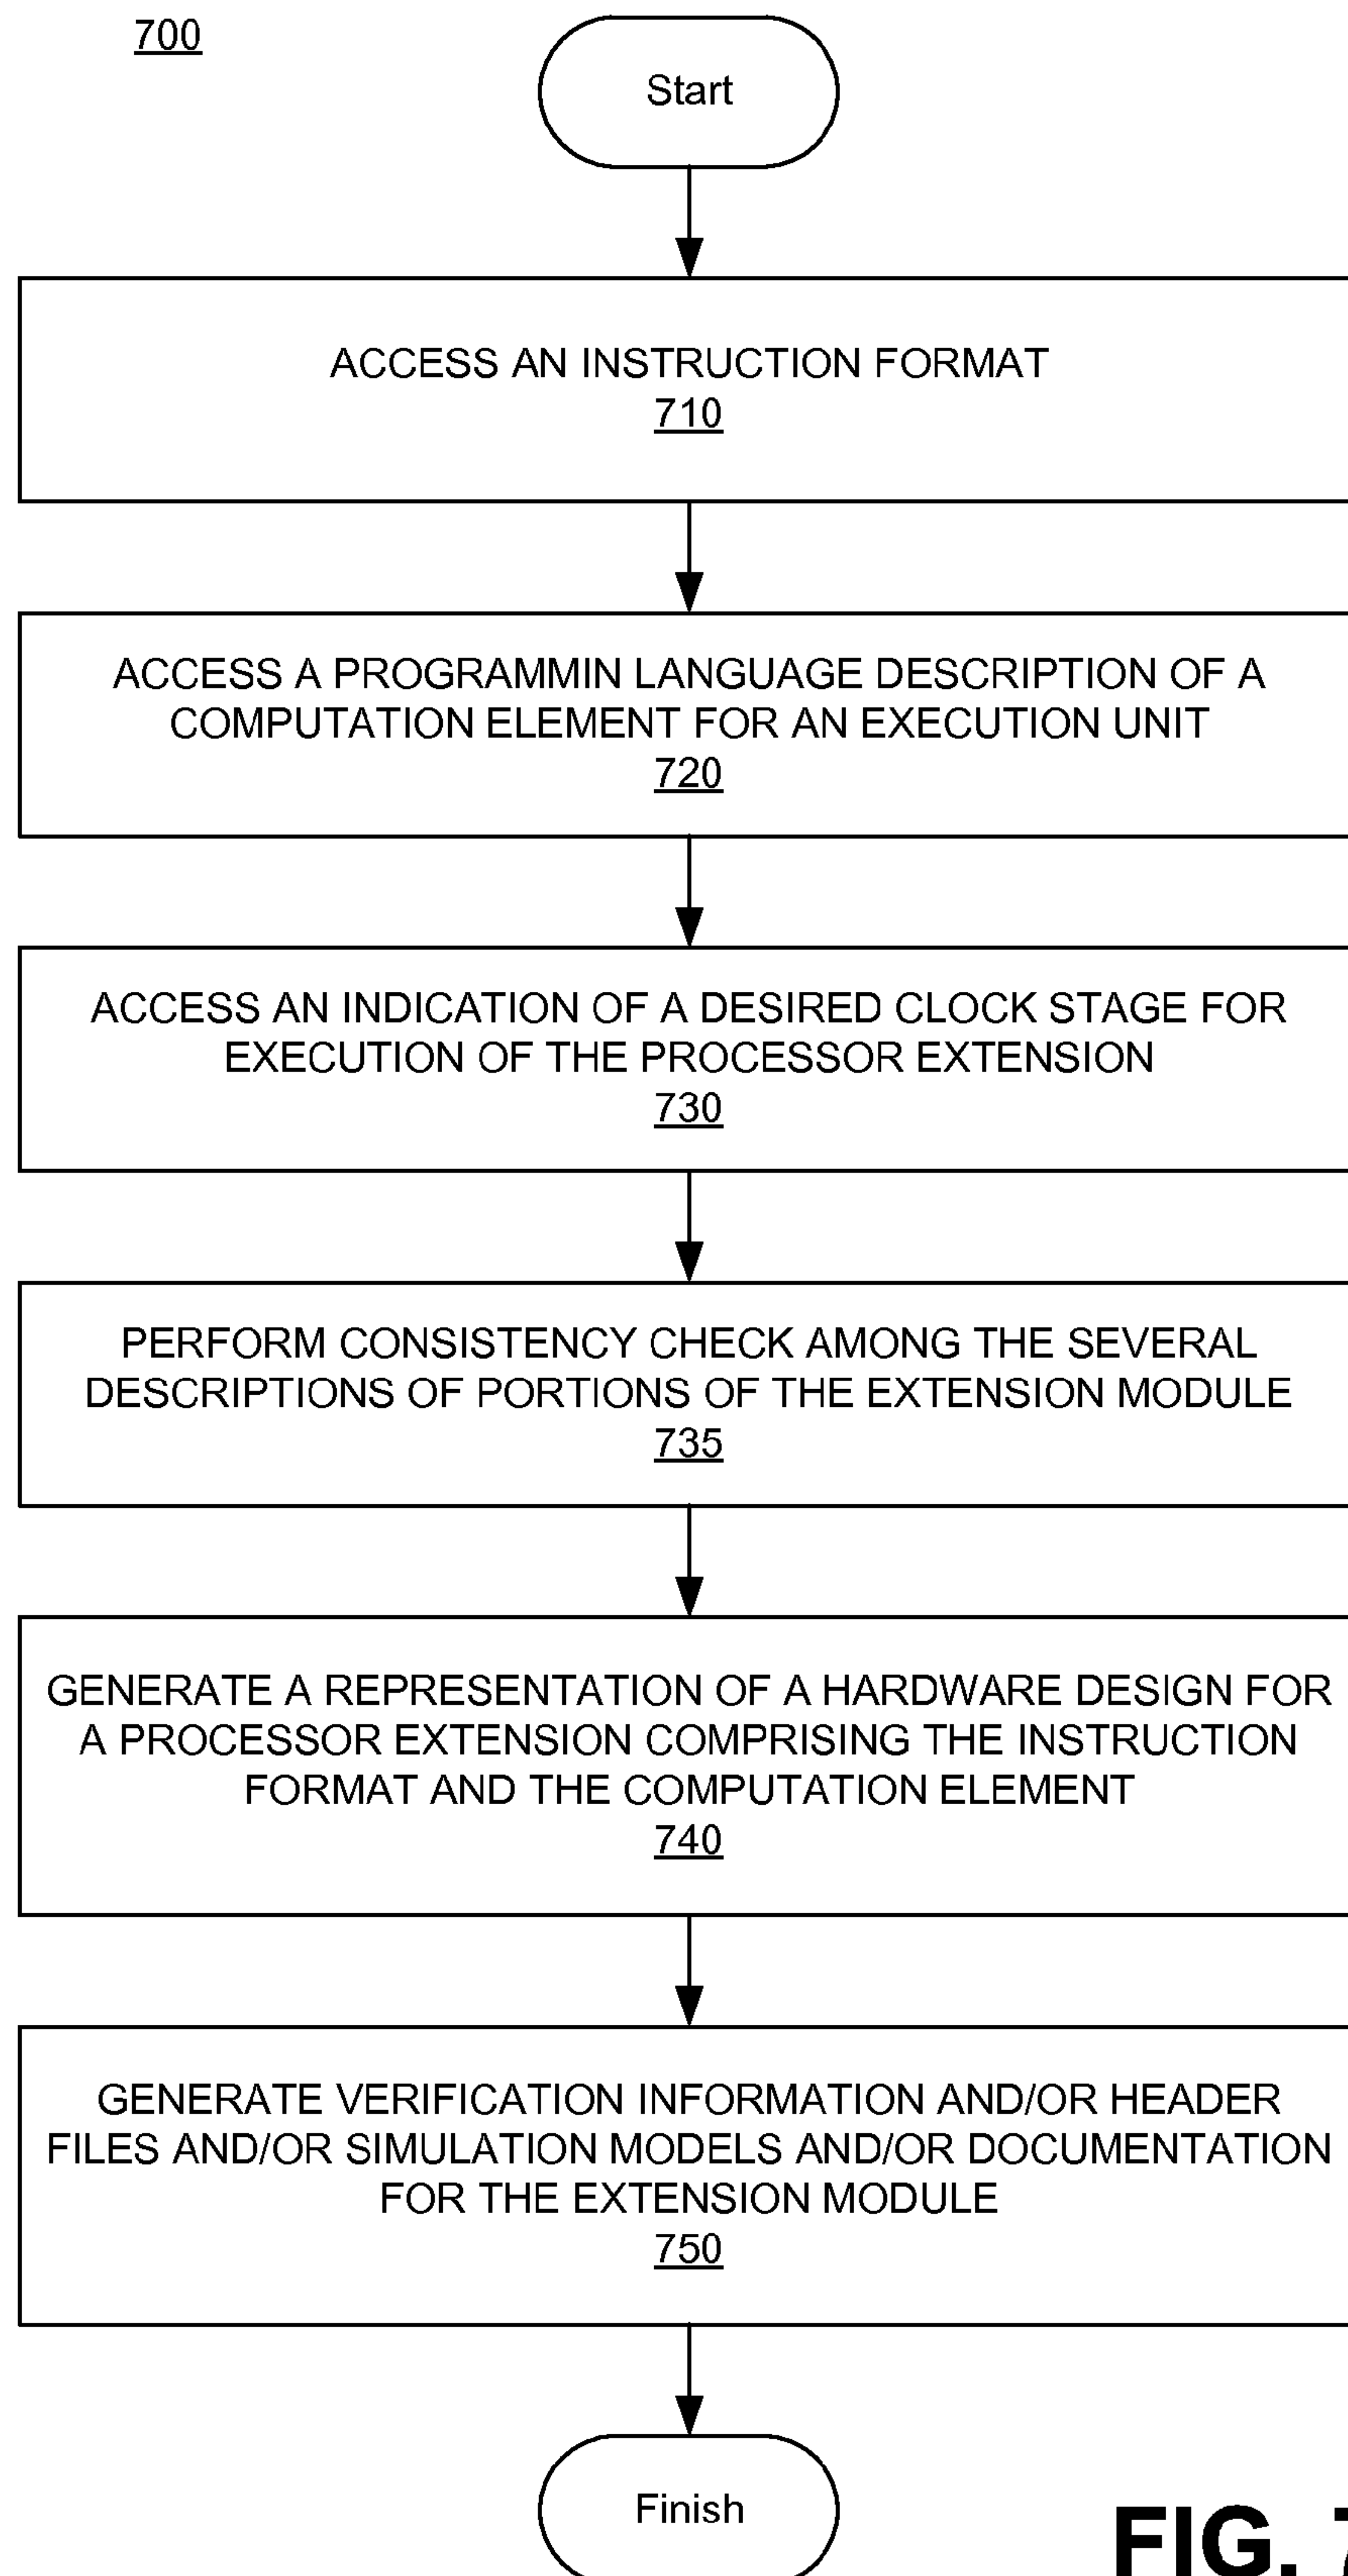 700
Start
ACCESS AN INSTRUCTION FORMAT
710
ACCESS A PROGRAMMIN LANGUAGE DESCRIPTION OF A
COMPUTATION ELEMENT FOR AN EXECUTION UNIT
720
ACCESS AN INDICATION OF A DESIRED CLOCK STAGE FOR
EXECUTION OF THE PROCESSOR EXTENSION
730
PERFORM CONSISTENCY CHECK AMONG THE SEVERAL
DESCRIPTIONS OF PORTIONS OF THE EXTENSION MODULE
735
GENERATE A REPRESENTATION OF A HARDWARE DESIGN FOR
A PROCESSOR EXTENSION COMPRISING THE INSTRUCTION
FORMAT AND THE COMPUTATION ELEMENT
740
GENERATE VERIFICATION INFORMATION AND/OR HEADER
FILES AND/OR SIMULATION MODELS AND/OR DOCUMENTATION
FOR THE EXTENSION MODULE
750
Finish
FIG. 7